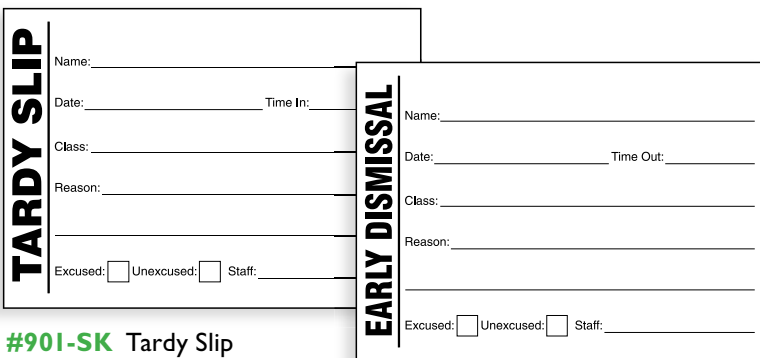 TARDY SLIP
Name:
Date: Time In:
Class:
Reason:
Excused: Unexcused: Staff:
#901-SK Tardy Slip
EARLY DISMISSAL
Name:
Date: Time Out:
Class:
Reason:
Excused: Unexcused: Staff: